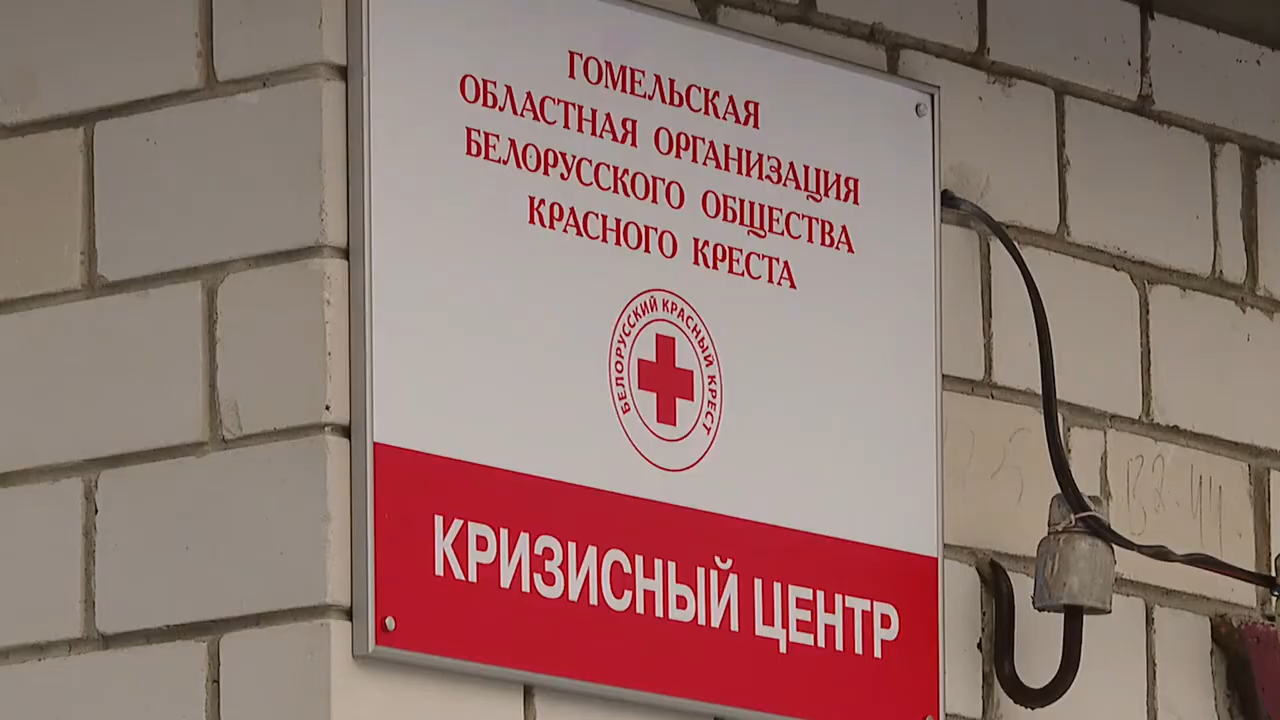 ГОМЕЛЬСКАЯ
ОБЛАСТНАЯ ОРГАНИЗАЦИЯ
БЕЛОРУССКОГО ОБЩЕСТВА
КРАСНОГО КРЕСТА
БЕЛОРУССКИЙ КРАСНЫЙ КРЕСТ
КРИЗИСНЫЙ ЦЕНТР